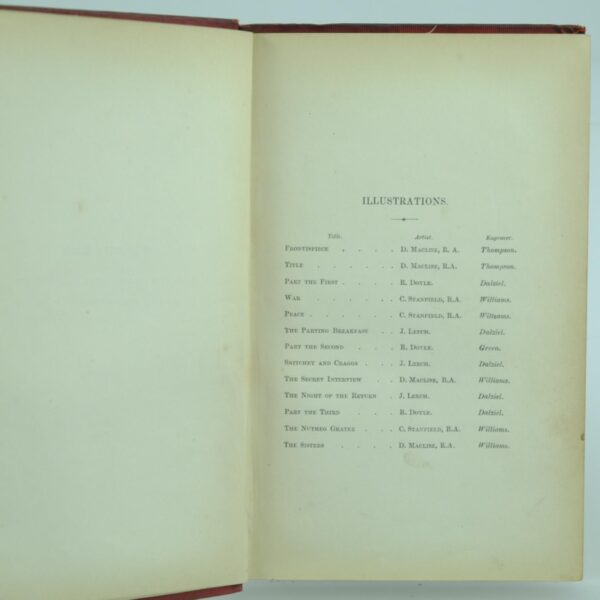 ILLUSTRATIONS.
Title. Artist. Engraver.
Frontispiece . . . . D. Maclise, R. A. Thompson.
Title . . . . . . . D. Maclise, R.A. Thompson.
Part the First . . . . R. Doyle. Dalziel.
War . . . . . . . C. Stanfield, R.A. Williams.
Peace . . . . . . . C. Stanfield, R.A. Williams.
The Parting Breakfast . . J. Leech. Dalziel.
Part the Second . . . R. Doyle. Green.
Snitchey and Craggs . . . J. Leech. Dalziel.
The Secret Interview . . D. Maclise, R.A. Williams.
The Night of the Return . J. Leech. Dalziel.
Part the Third . . . R. Doyle. Dalziel.
The Nutmeg Grater . . . C. Stanfield, R.A. Williams.
The Sisters . . . . D. Maclise, R.A. Williams.